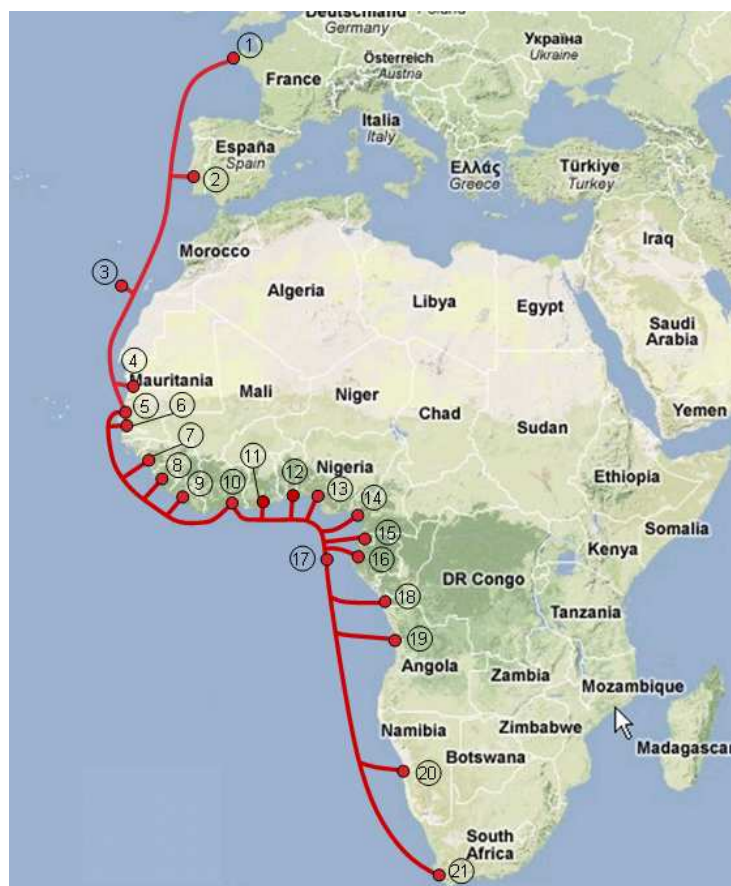 Deutschland
Germany
Poland
1
Україна
Ukraine
Österreich
Austria
France
Italia
Italy
España
Spain
2
Ελλάς
Greece
Türkiye
Turkey
Morocco
Iraq
3
Algeria
Libya
Egypt
Saudi
Arabia
4
Mauritania
5
6
Mali
Niger
Chad
Sudan
Yemen
7
8
9
10
11
12
Nigeria
13
14
Ethiopia
15
Somalia
16
17
Kenya
DR Congo
18
Tanzania
19
Angola
Zambia
Mozambique
Namibia
Zimbabwe
Madagascar
20
Botswana
South
Africa
21